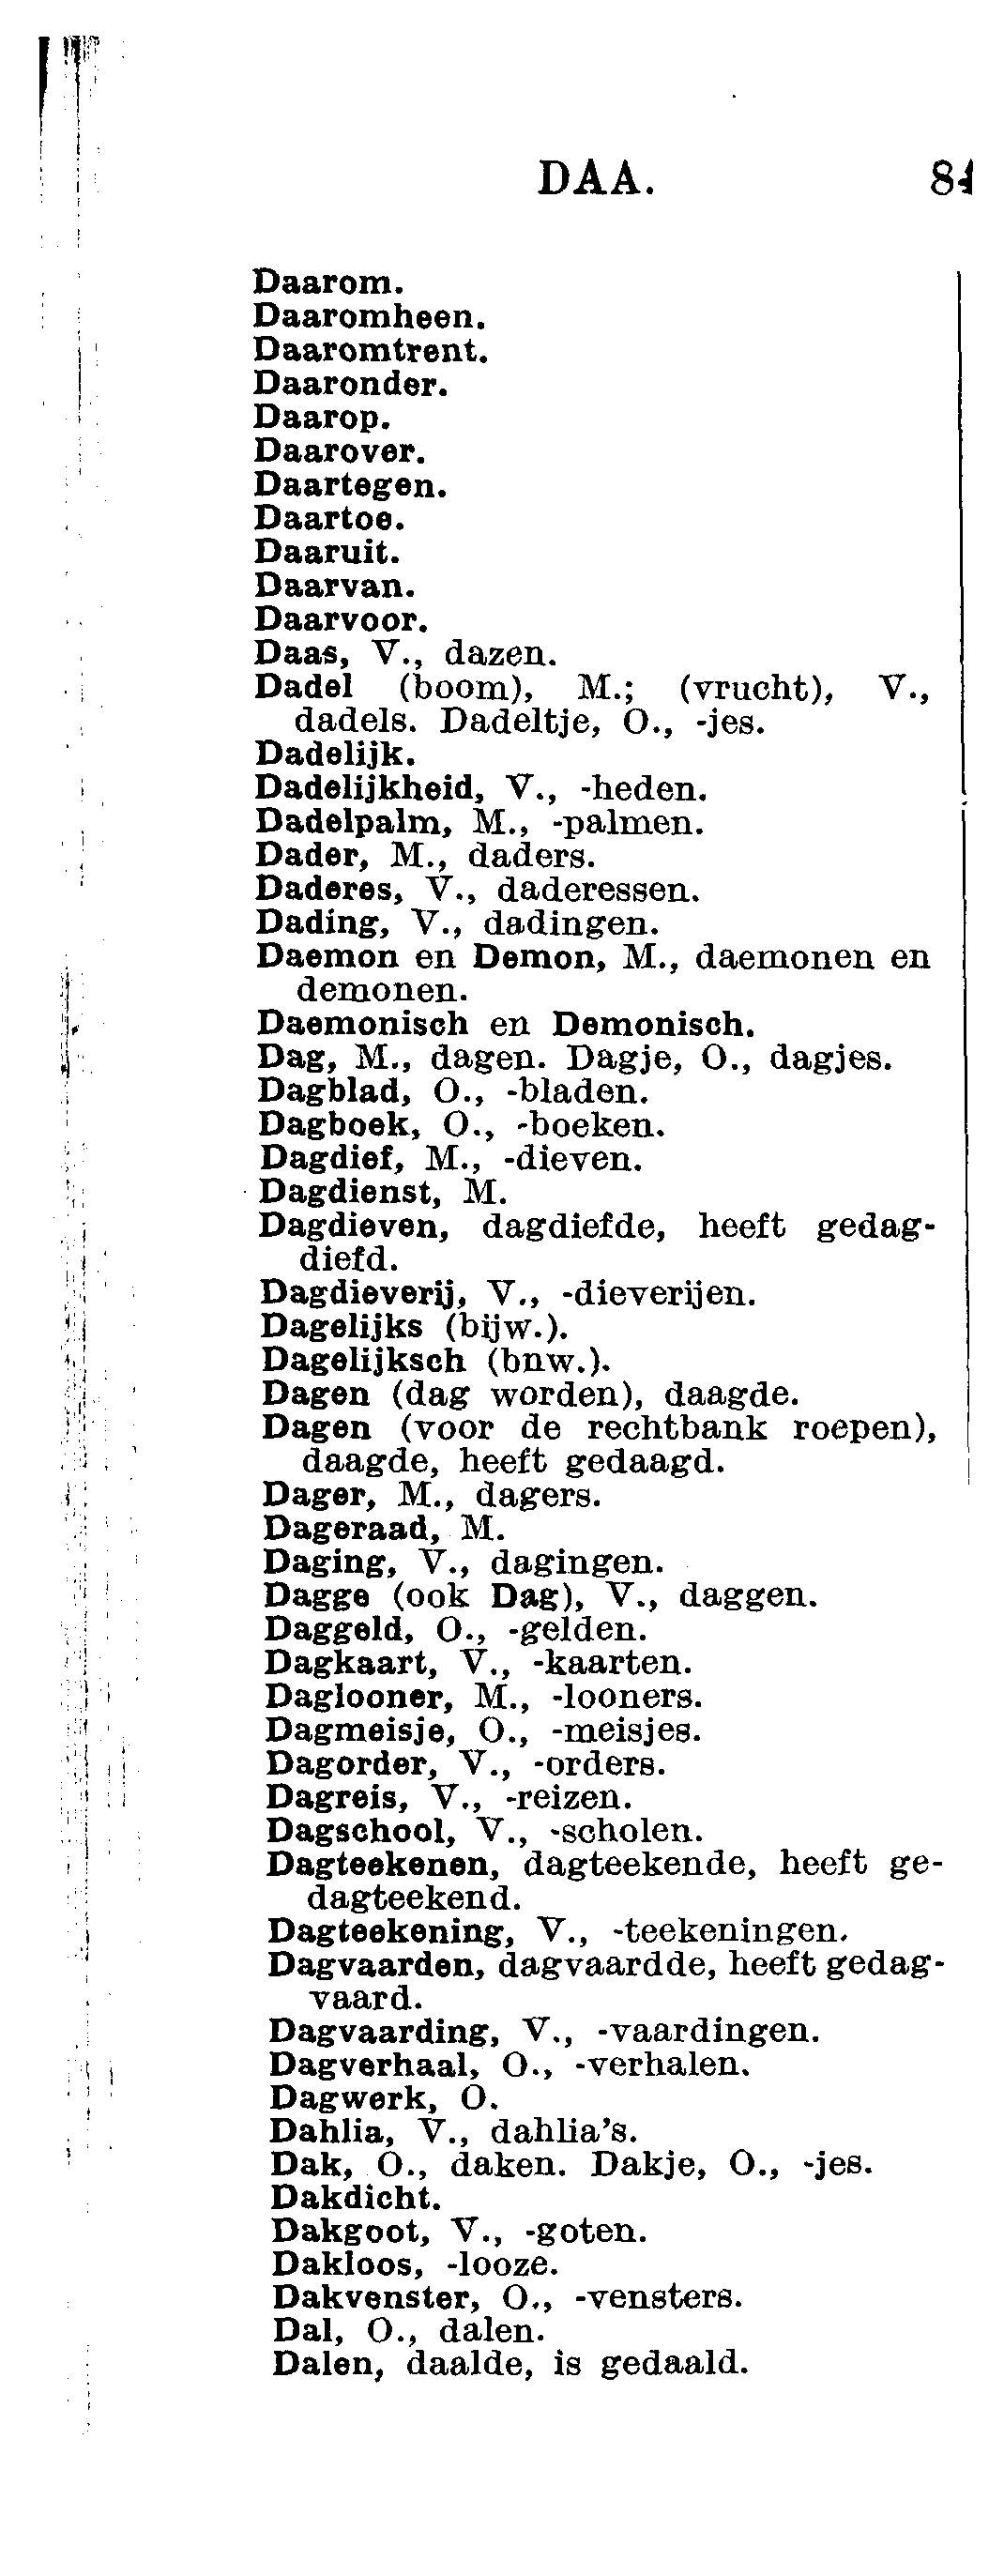 DAA. 84
Daarom.
Daaromheen.
Daaromtrent.
Daaronder.
Daarop.
Daarover.
Daartegen.
Daartoe.
Daaruit.
Daarvan.
Daarvoor.
Daas, V., dazen.
Dadel (boom), M.; (vrucht), V.,
dadels. Dadeltje, O., -jes.
Dadelijk.
Dadelijkheid, V., -heden.
Dadelpalm, M., -palmen.
Dader, M., daders.
Daderes, V., daderessen.
Dading, V., dadingen.
Daemon en Demon, M., daemonen en
demonen.
Daemonisch en Demonisch.
Dag, M., dagen. Dagje, O., dagjes.
Dagblad, O., -bladen.
Dagboek, O., -boeken.
Dagdief, M., -dieven.
Dagdienst, M.
Dagdieven, dagdiefde, heeft gedag-
diefd.
Dagdieverij, V., -dieverijen.
Dagelijks (bijw.).
Dagelijksch (bnw.).
Dagen (dag worden), daagde.
Dagen (voor de rechtbank roepen),
daagde, heeft gedaagd.
Dager, M., dagers.
Dageraad, M.
Daging, V., dagingen.
Dagge (ook Dag), V., daggen.
Daggeld, O., -gelden.
Dagkaart, V., -kaarten.
Daglooner, M., -looners.
Dagmeisje, O., -meisjes.
Dagorder, V., -orders.
Dagreis, V., -reizen.
Dagschool, V., -scholen.
Dagteekenen, dagteekende, heeft ge-
dagteekend.
Dagteekening, V., -teekeningen.
Dagvaarden, dagvaardde, heeft gedag-
vaard.
Dagvaarding, V., -vaardingen.
Dagverhaal, O., -verhalen.
Dagwerk, O.
Dahlia, V., dahlia's.
Dak, O., daken. Dakje, O., -jes.
Dakdicht.
Dakgoot, V., -goten.
Dakloos, -looze.
Dakvenster, O., -vensters.
Dal, O., dalen.
Dalen, daalde, is gedaald.